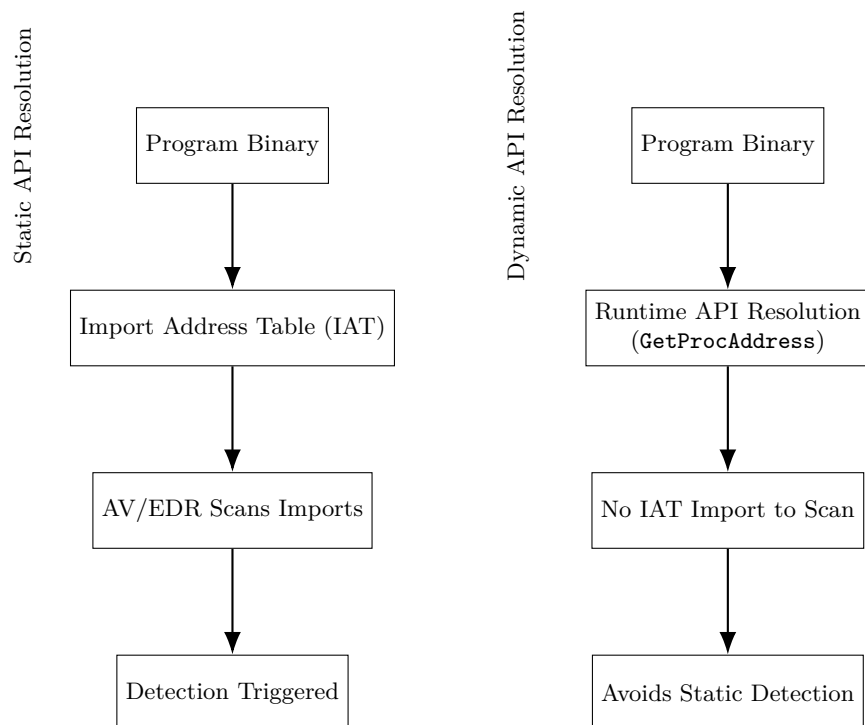 Static API Resolution
Program Binary
Import Address Table (IAT)
AV/EDR Scans Imports
Detection Triggered
Dynamic API Resolution
Program Binary
Runtime API Resolution
(GetProcAddress)
No IAT Import to Scan
Avoids Static Detection